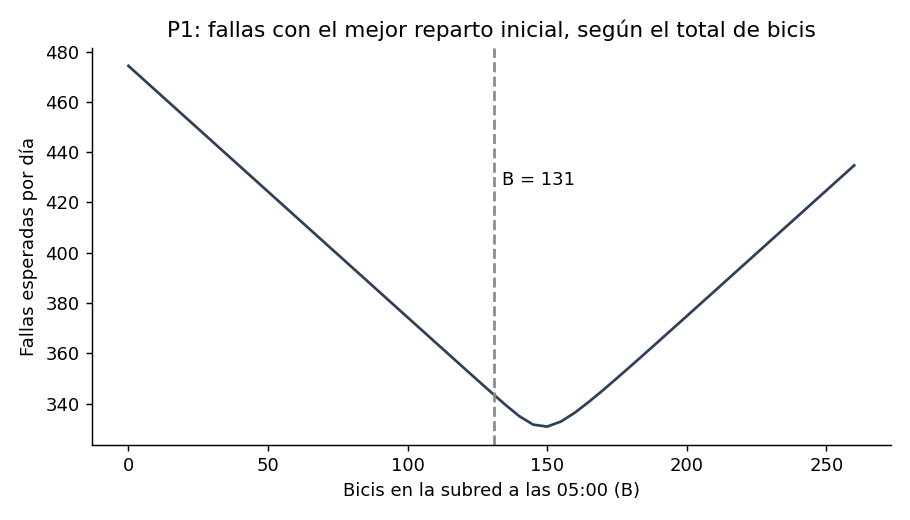 P1: fallas con el mejor reparto inicial, según el total de bicis
480
460
440
420
400
380
360
340
Fallas esperadas por día
B = 131
0 50 100 150 200 250
Bicis en la subred a las 05:00 (B)